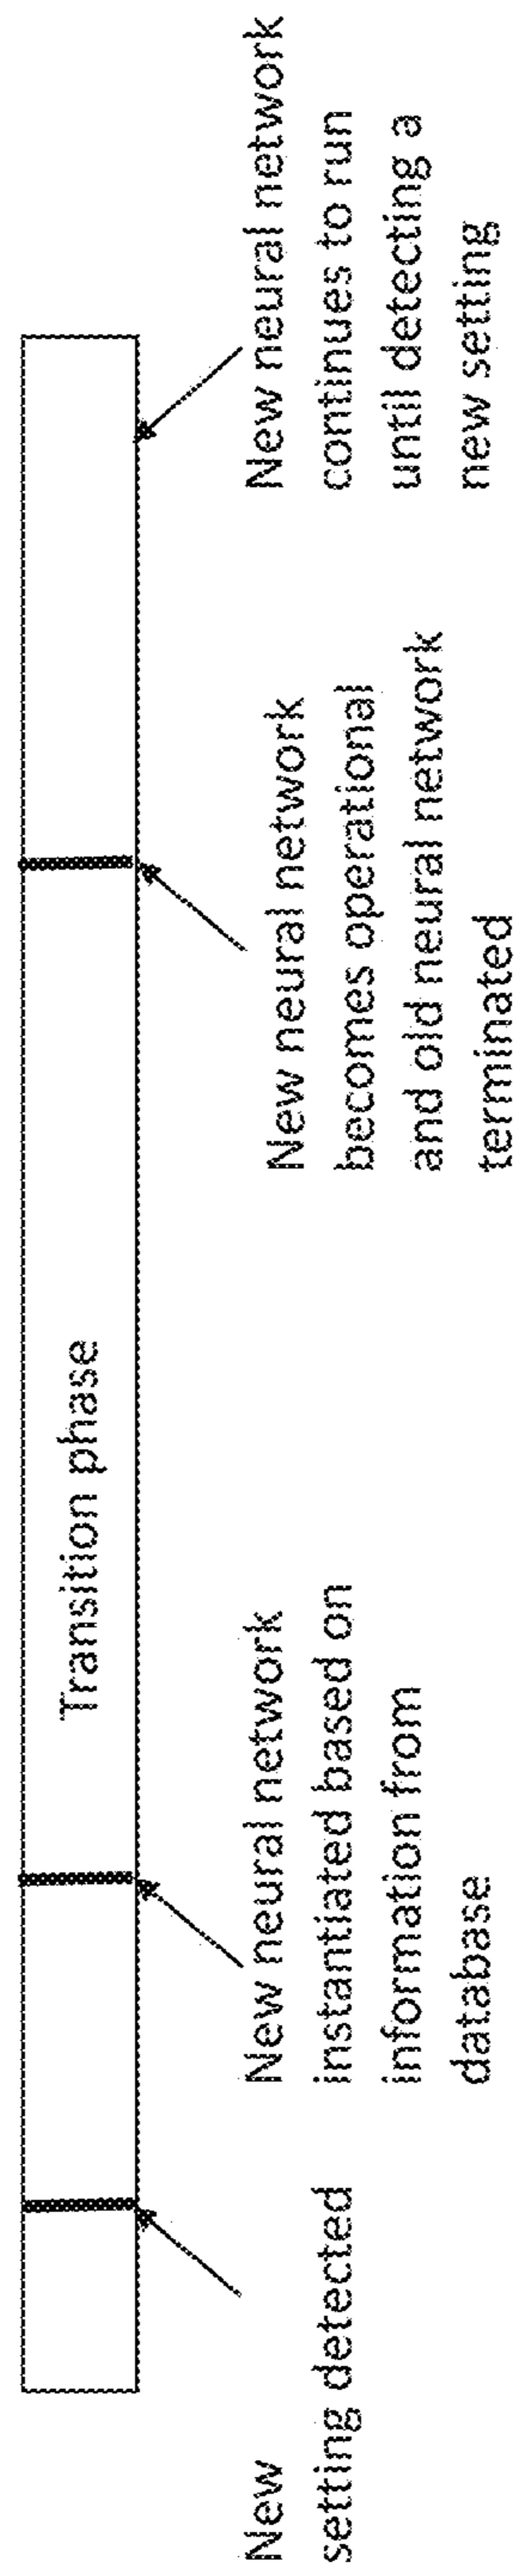 Transition phase
New
setting detected
New neural network
instantiated based on
information from
database
New neural network
becomes operational
and old neural network
terminated
New neural network
continues to run
until detecting a
new setting